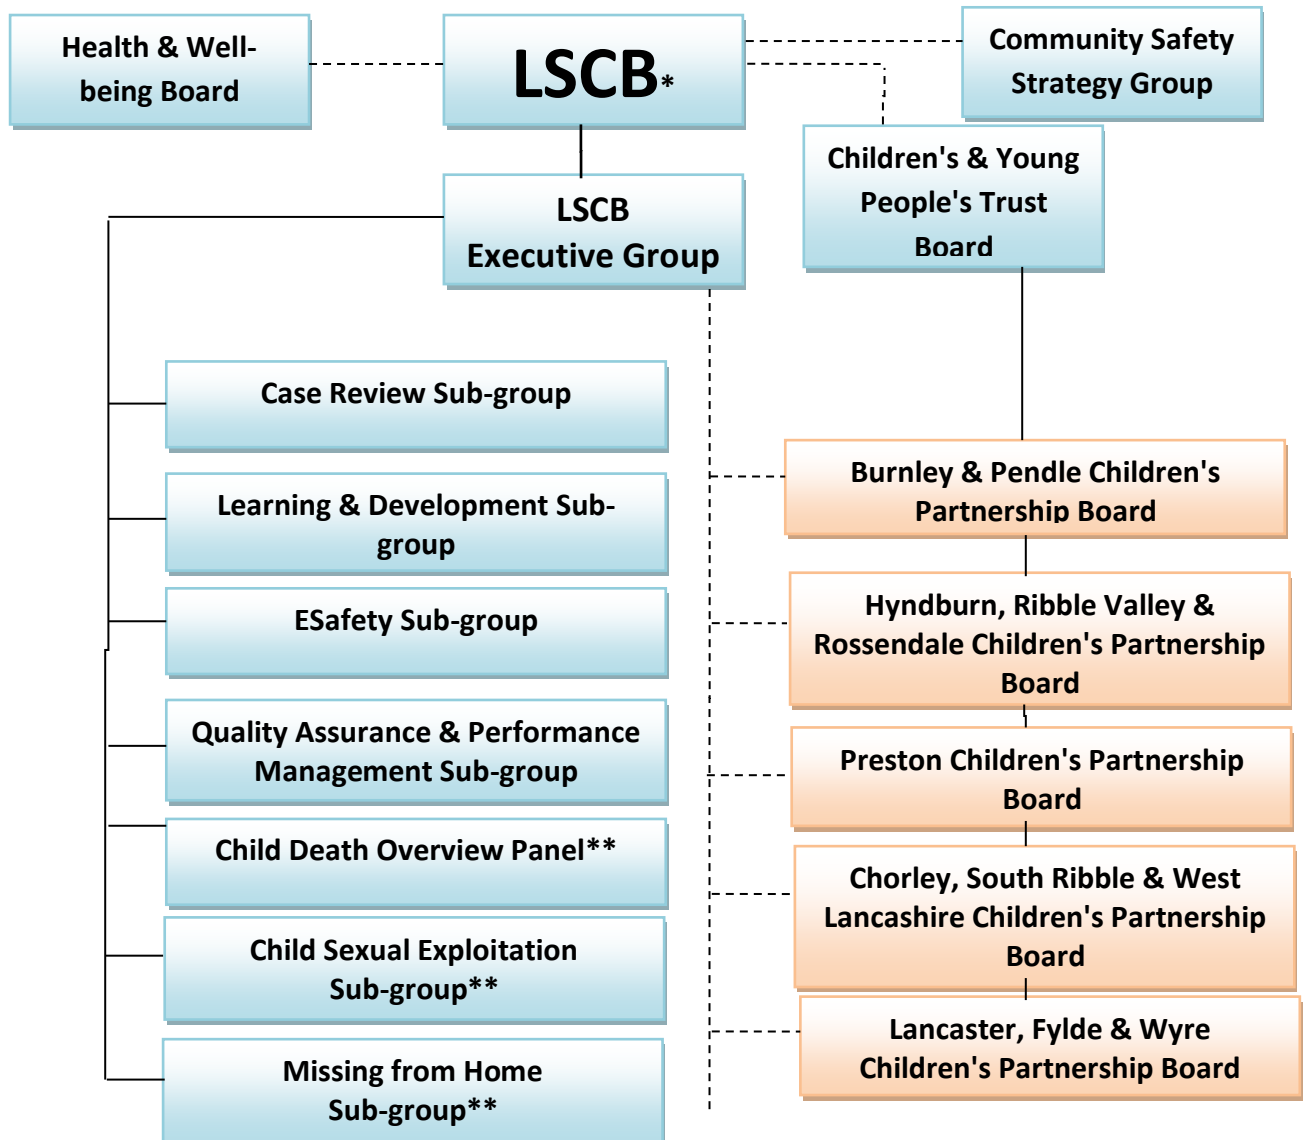 Health & Well-
being Board
LSCB*
Community Safety
Strategy Group
Children's & Young
People's Trust
Board
LSCB
Executive Group
Case Review Sub-group
Learning & Development Sub-
group
ESafety Sub-group
Quality Assurance & Performance
Management Sub-group
Child Death Overview Panel**
Child Sexual Exploitation
Sub-group**
Missing from Home
Sub-group**
Burnley & Pendle Children's
Partnership Board
Hyndburn, Ribble Valley &
Rossendale Children's Partnership
Board
Preston Children's Partnership
Board
Chorley, South Ribble & West
Lancashire Children's Partnership
Board
Lancaster, Fylde & Wyre
Children's Partnership Board